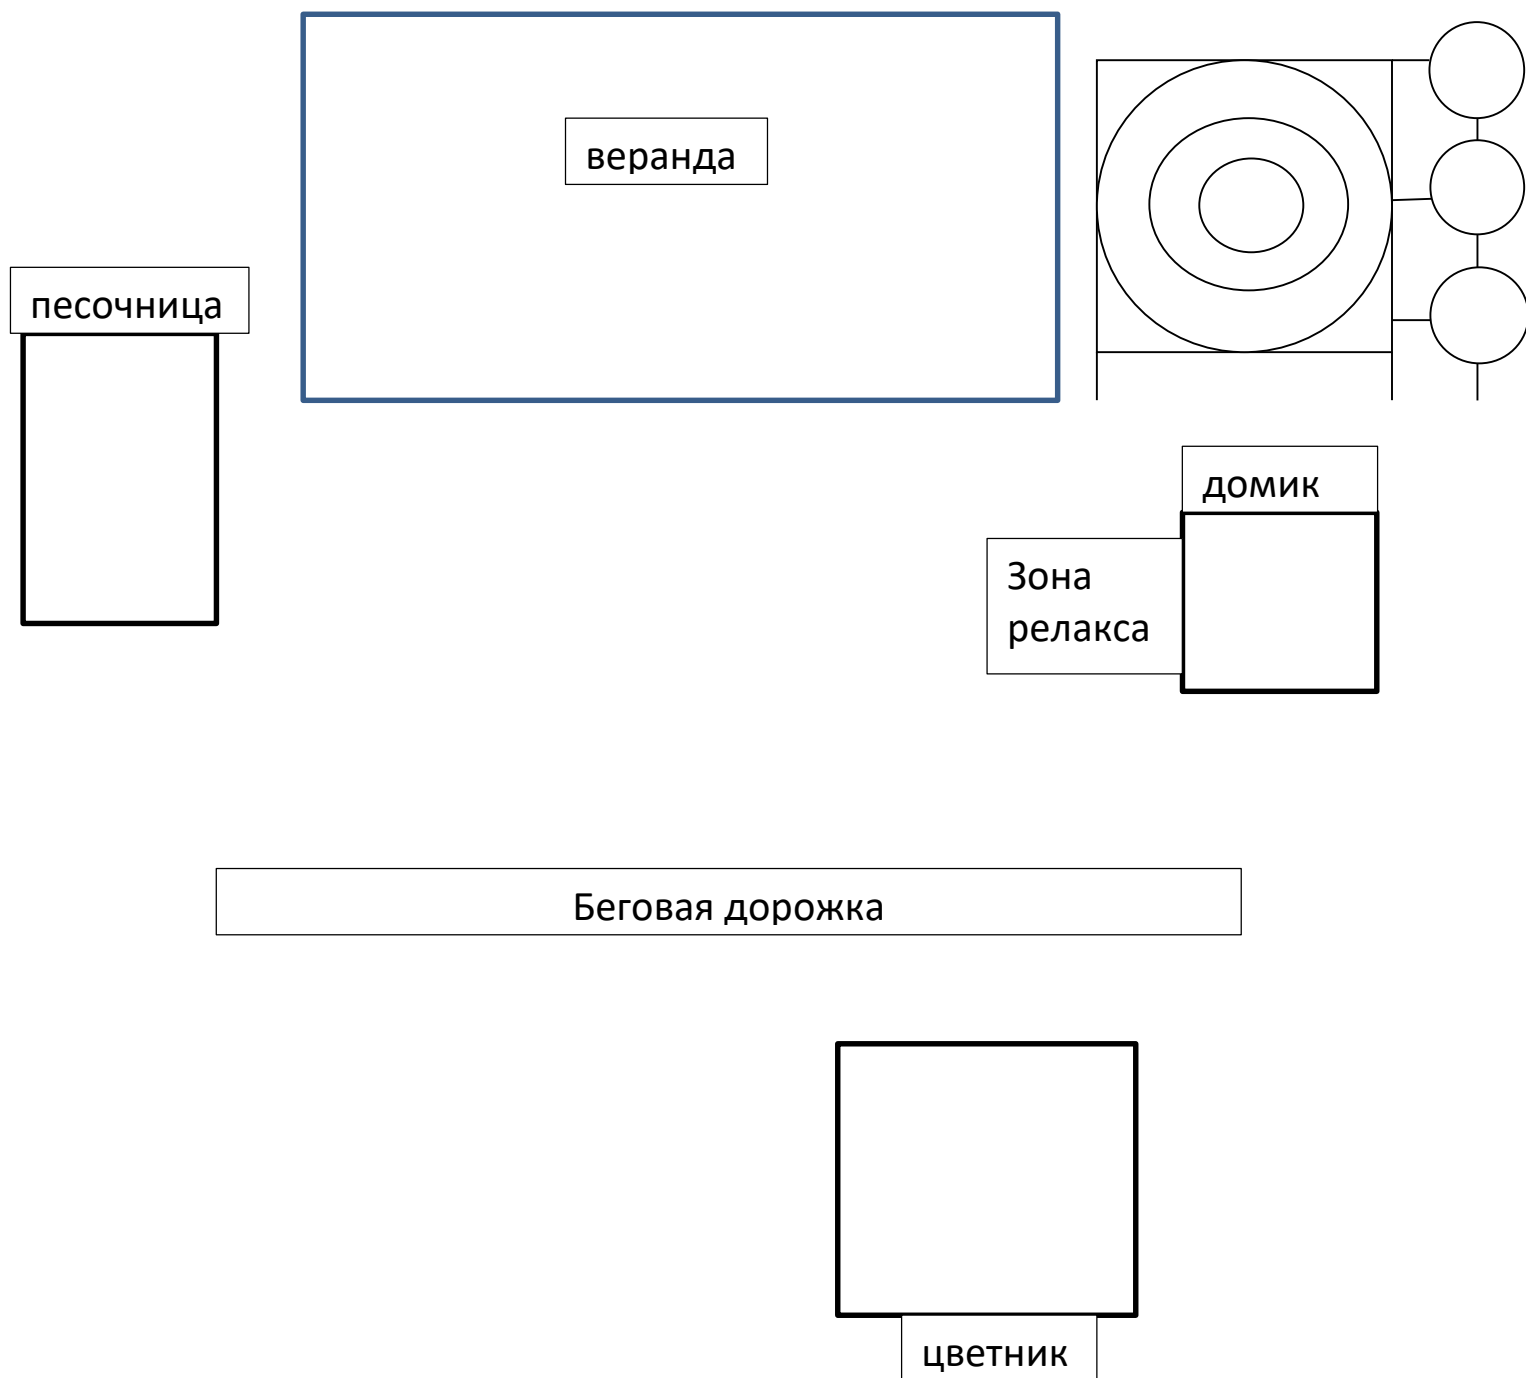 веранда
песочница
домик
Зона
релакса
Беговая дорожка
цветник